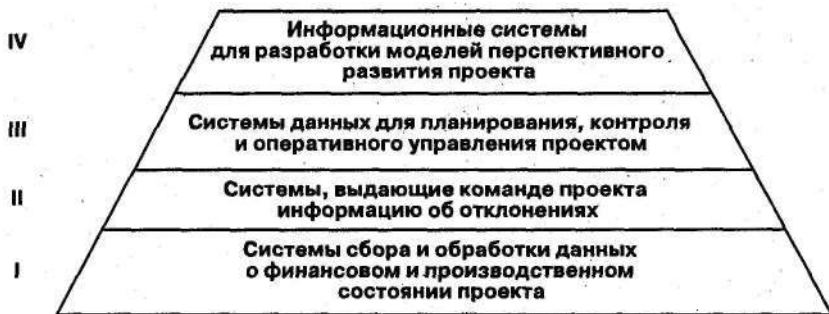 IV
Информационные системы
для разработки моделей перспективного
развития проекта
III
Системы данных для планирования, контроля
и оперативного управления проектом
II
Системы, выдающие команде проекта
информацию об отклонениях
I
Системы сбора и обработки данных
о финансовом и производственном
состоянии проекта